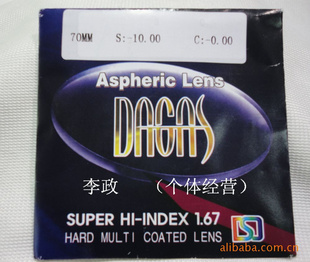 70MM S:-10.00 C:-0.00
Aspheric Lens
DAGAS
李政 （个体经营）
SUPER HI-INDEX 1.67
HARD MULTI COATED LENS
alibaba.com.cn